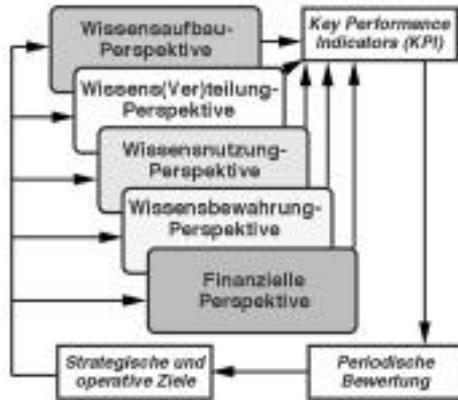 Wissensaufbau-
Perspektive
Key Performance
Indicators (KPI)
Wissens(Ver)teilung-
Perspektive
Wissensnutzung-
Perspektive
Wissensbewahrung-
Perspektive
Finanzielle
Perspektive
Strategische und
operative Ziele
Periodische
Bewertung